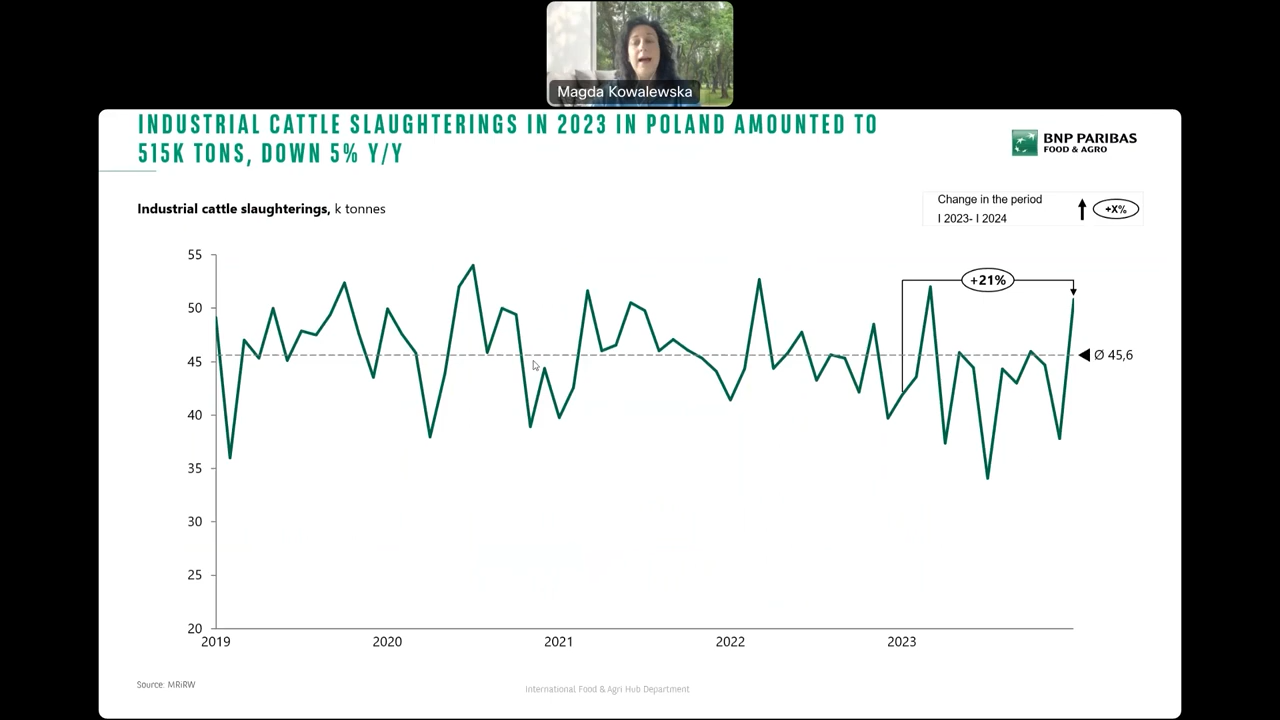 Magda Kowalewska
INDUSTRIAL CATTLE SLAUGHTERINGS IN 2023 IN POLAND AMOUNTED TO
515K TONS, DOWN 5% Y/Y
BNP PARIBAS
FOOD & AGRO
Industrial cattle slaughterings, k tonnes
Change in the period
I 2023- I 2024
+X%
55
50
45
40
35
30
25
20
+21%
Ø 45,6
2019
2020
2021
2022
2023
Source: MRiRW
International Food & Agri Hub Department